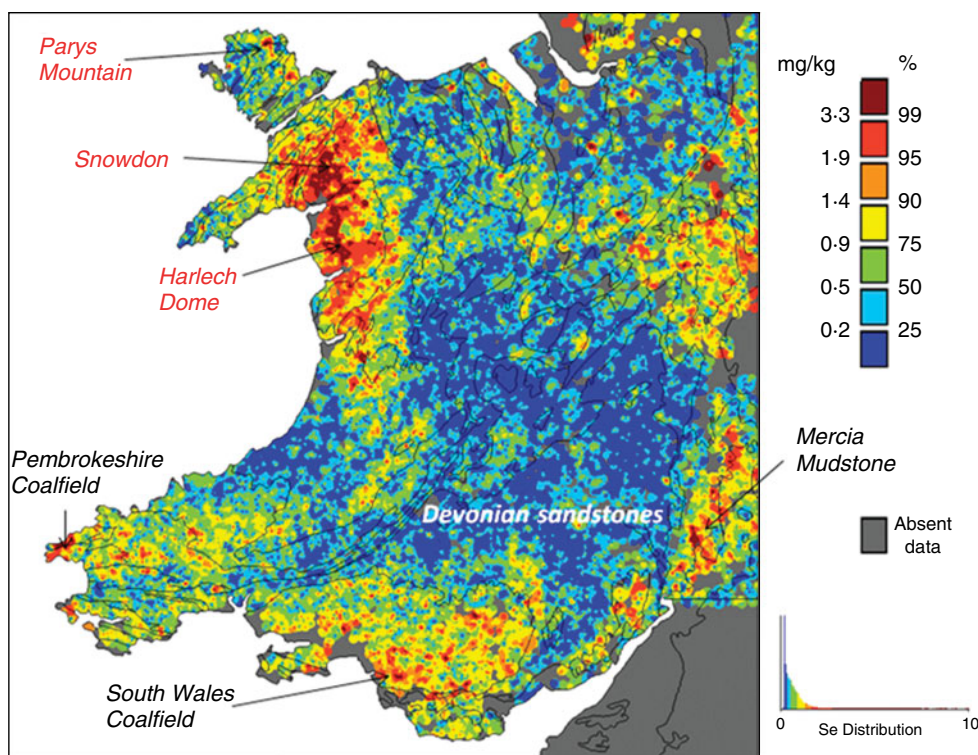 Parys
Mountain
Snowdon
Harlech
Dome
Pembrokeshire
Coalfield
South Wales
Coalfield
Devonian sandstones
mg/kg %
3·3 99
1·9 95
1·4 90
0·9 75
0·5 50
0·2 25
Mercia
Mudstone
Absent
data
0 10
Se Distribution